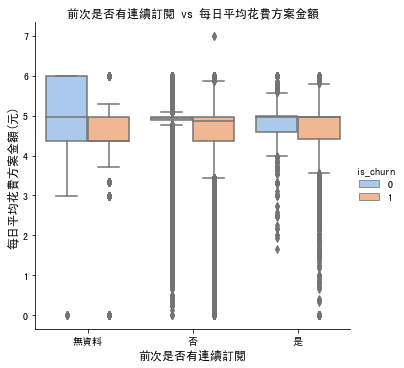 前次是否有連續訂閱 vs 每日平均花費方案金額
每日平均花費方案金額(元)
7
6
5
4
3
2
1
0
無資料
否
是
前次是否有連續訂閱
is_churn
0
1